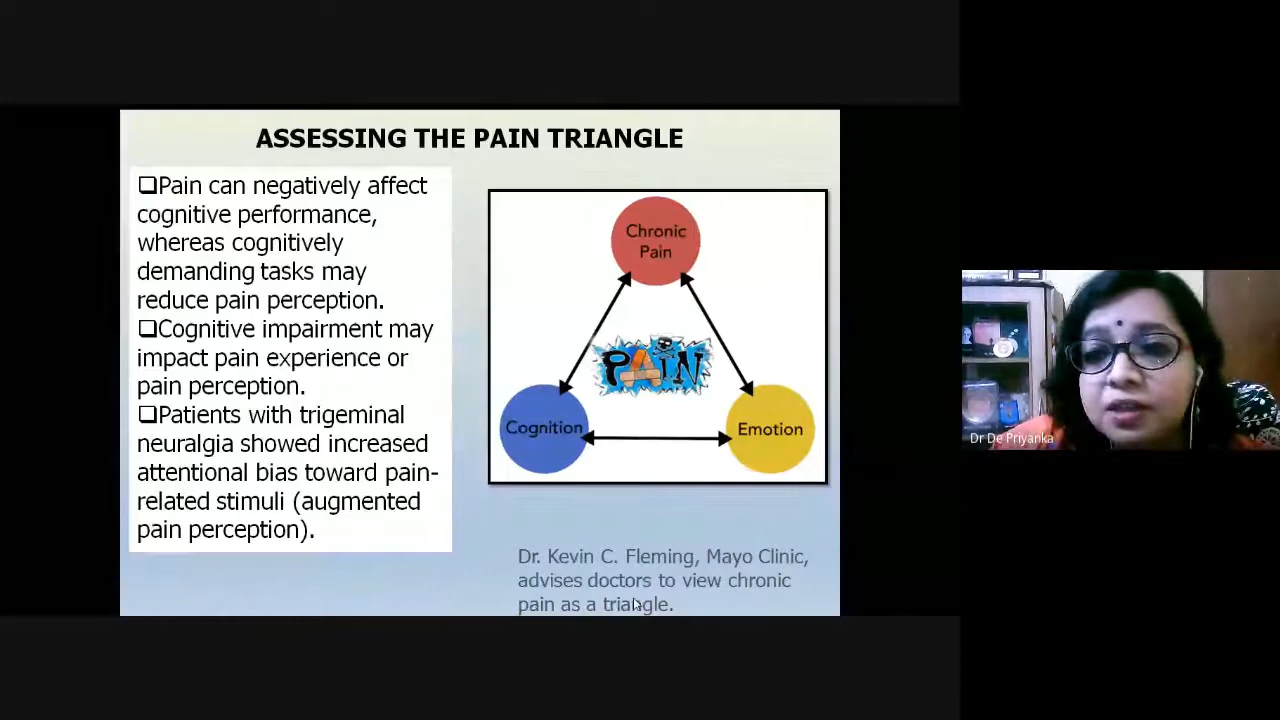 ASSESSING THE PAIN TRIANGLE
❑Pain can negatively affect
cognitive performance,
whereas cognitively
demanding tasks may
reduce pain perception.
❑Cognitive impairment may
impact pain experience or
pain perception.
❑Patients with trigeminal
neuralgia showed increased
attentional bias toward pain-
related stimuli (augmented
pain perception).
Chronic
Pain
PAIN
Cognition
Emotion
Dr. Kevin C. Fleming, Mayo Clinic,
advises doctors to view chronic
pain as a triangle.
Dr De Priyanka